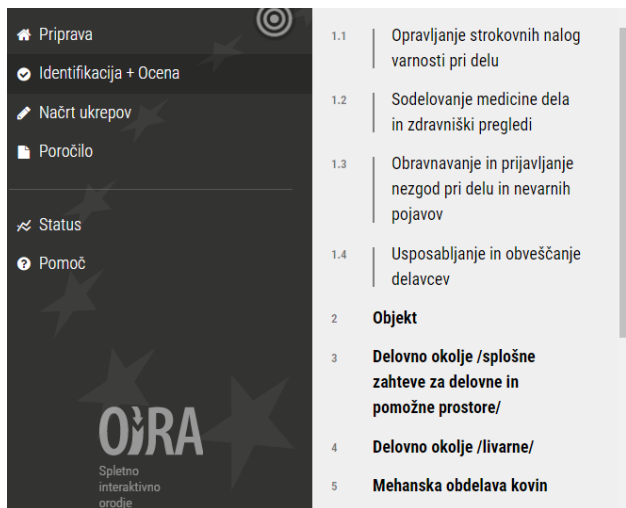 Priprava
Identifikacija + Ocena
Načrt ukrepov
Poročilo
Status
Pomoč
OiRA
Spletno
interaktivno
orodje
1.1 Opravljanje strokovnih nalog
varnosti pri delu
1.2 Sodelovanje medicine dela
in zdravniški pregledi
1.3 Obravnavanje in prijavljanje
nezgod pri delu in nevarnih
pojavov
1.4 Usposabljanje in obveščanje
delavcev
2 Objekt
3 Delovno okolje /splošne
zahteve za delovne in
pomožne prostore/
4 Delovno okolje /livarne/
5 Mehanska obdelava kovin